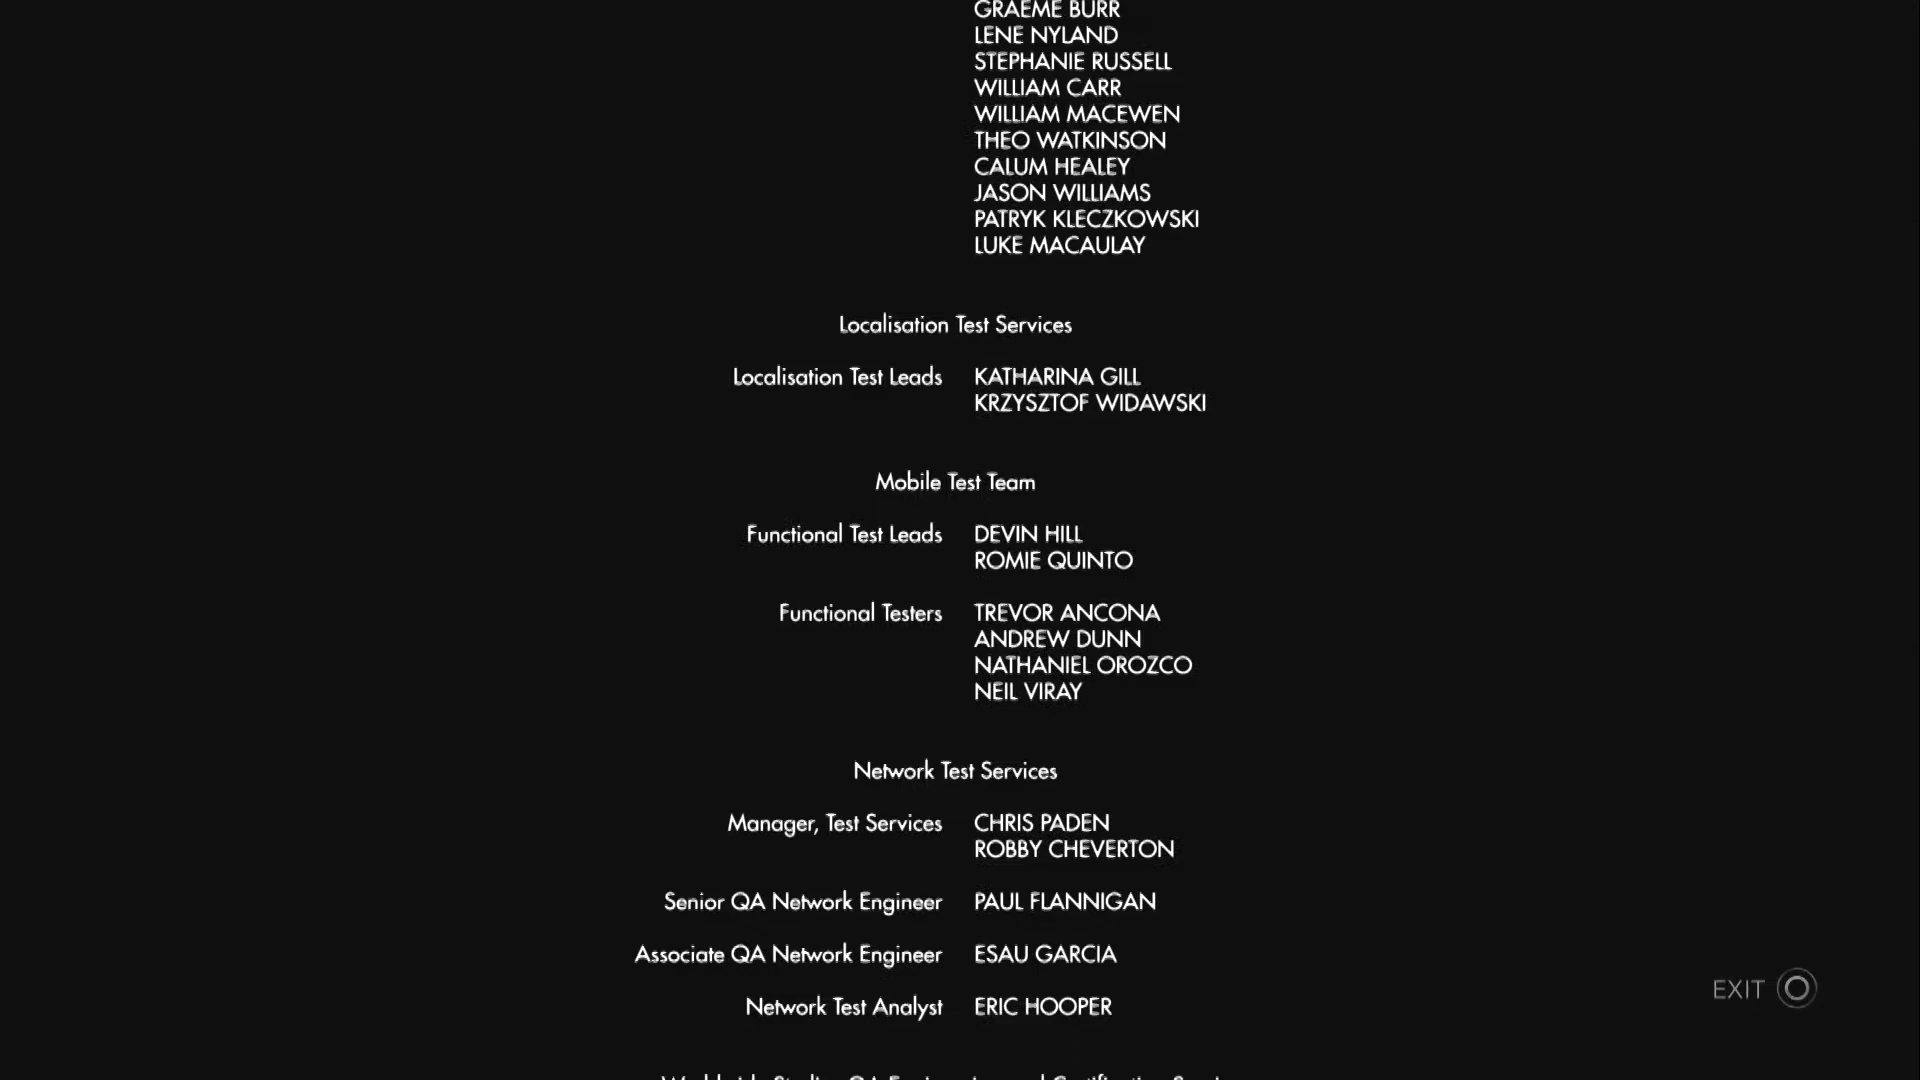 GRAEME BURR
LENE NYLAND
STEPHANIE RUSSELL
WILLIAM CARR
WILLIAM MACEWEN
THEO WATKINSON
CALUM HEALEY
JASON WILLIAMS
PATRYK KLECZKOWSKI
LUKE MACAULAY
Localisation Test Services
Localisation Test Leads KATHARINA GILL
KRZYSZTOF WIDAWSKI
Mobile Test Team
Functional Test Leads DEVIN HILL
ROMIE QUINTO
Functional Testers TREVOR ANCONA
ANDREW DUNN
NATHANIEL OROZCO
NEIL VIRAY
Network Test Services
Manager, Test Services CHRIS PADEN
ROBBY CHEVERTON
Senior QA Network Engineer PAUL FLANNIGAN
Associate QA Network Engineer ESAU GARCIA
EXIT
Network Test Analyst ERIC HOOPER